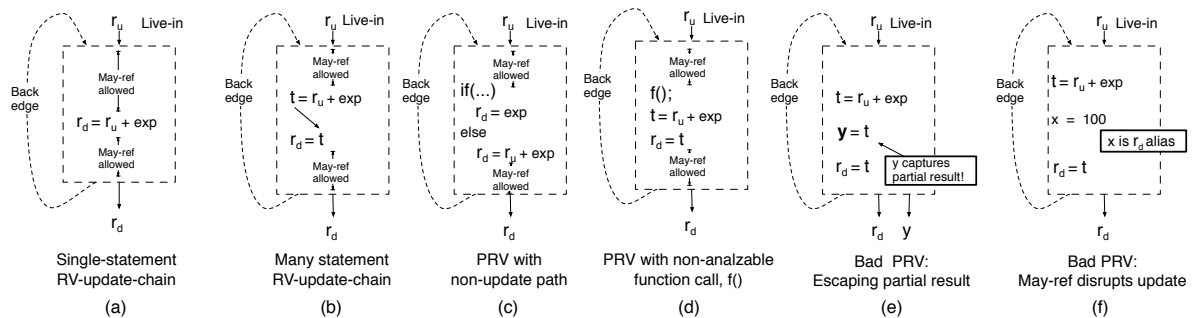 r_u Live-in
Back edge
May-ref allowed
r_d = r_u + exp
May-ref allowed
r_d
Single-statement
RV-update-chain
(a)
r_u Live-in
Back edge
May-ref allowed
t = r_u + exp
r_d = t
May-ref allowed
r_d
Many statement
RV-update-chain
(b)
r_u Live-in
Back edge
May-ref allowed
if(...)
r_d = exp
else
r_d = r_u + exp
May-ref allowed
r_d
PRV with
non-update path
(c)
r_u Live-in
Back edge
May-ref allowed
f();
t = r_u + exp
r_d = t
May-ref allowed
r_d
PRV with non-analzable
function call, f()
(d)
r_u Live-in
Back edge
t = r_u + exp
y = t
r_d = t
y captures
partial result!
r_d y
Bad PRV:
Escaping partial result
(e)
r_u Live-in
Back edge
t = r_u + exp
x = 100
x is r_d alias
r_d = t
r_d
Bad PRV:
May-ref disrupts update
(f)